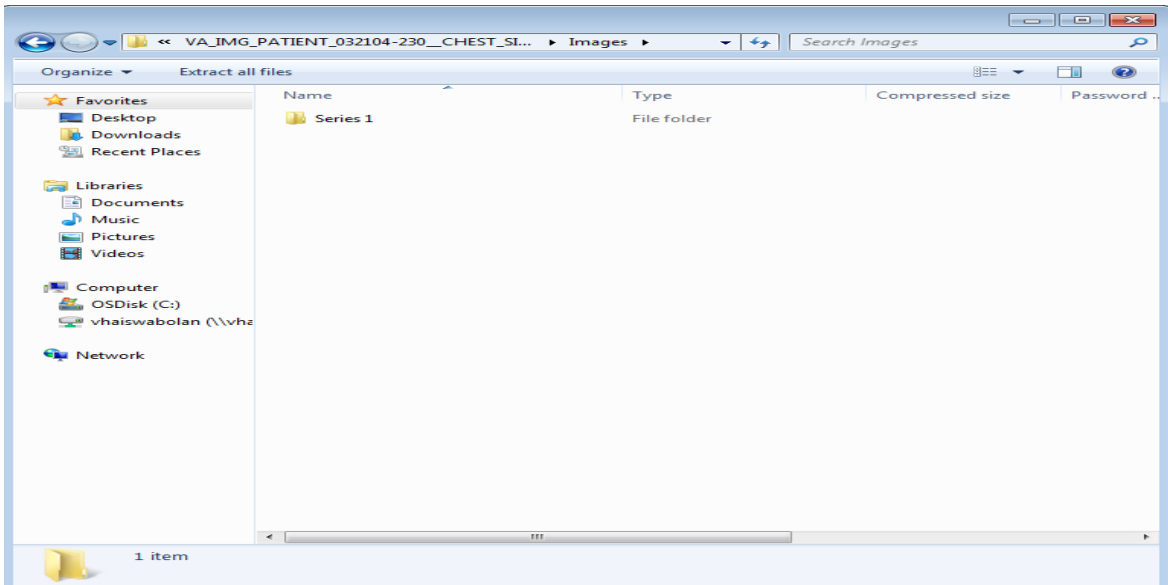 « VA_IMG_PATIENT_032104-230__CHEST_SI... ▸ Images ▸ Search Images
Organize Extract all files
Name Type Compressed size Password ..
Series 1 File folder
Favorites
Desktop
Downloads
Recent Places
Libraries
Documents
Music
Pictures
Videos
Computer
OSDisk (C:)
vhaiswabolan (\\vha
Network
1 item